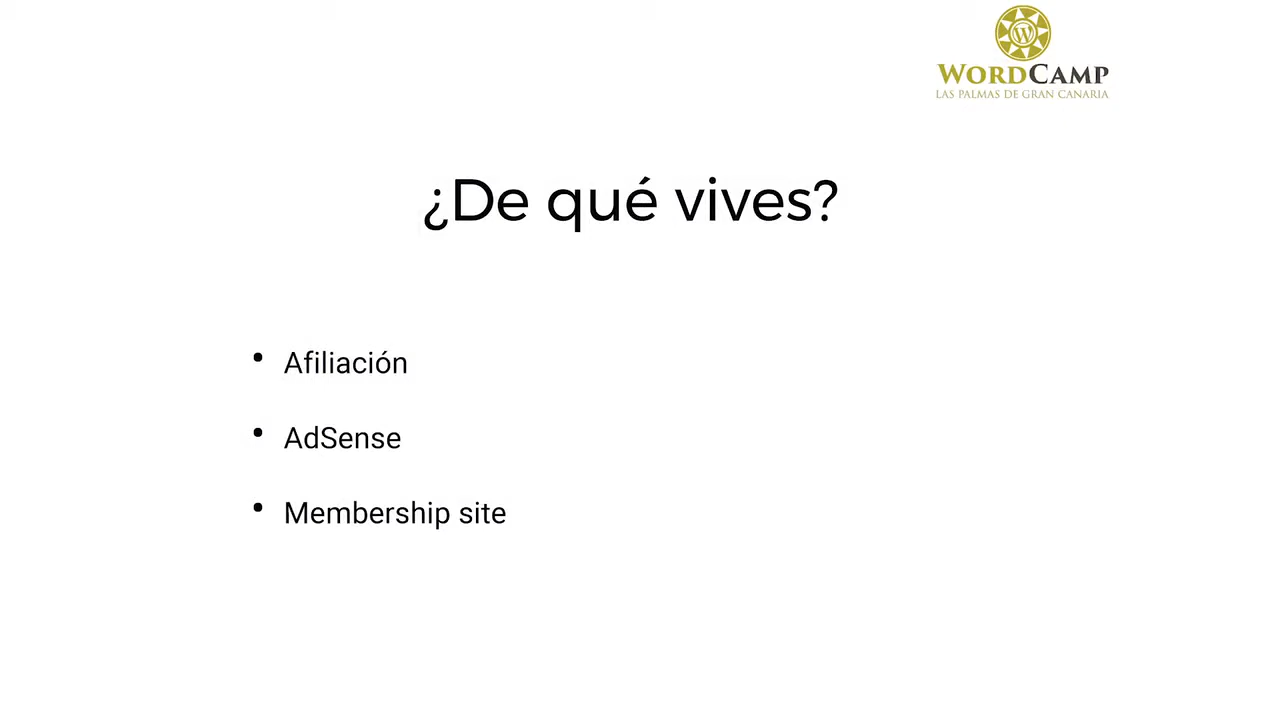 WORDCAMP
LAS PALMAS DE GRAN CANARIA
¿De qué vives?
• Afiliación
• AdSense
• Membership site